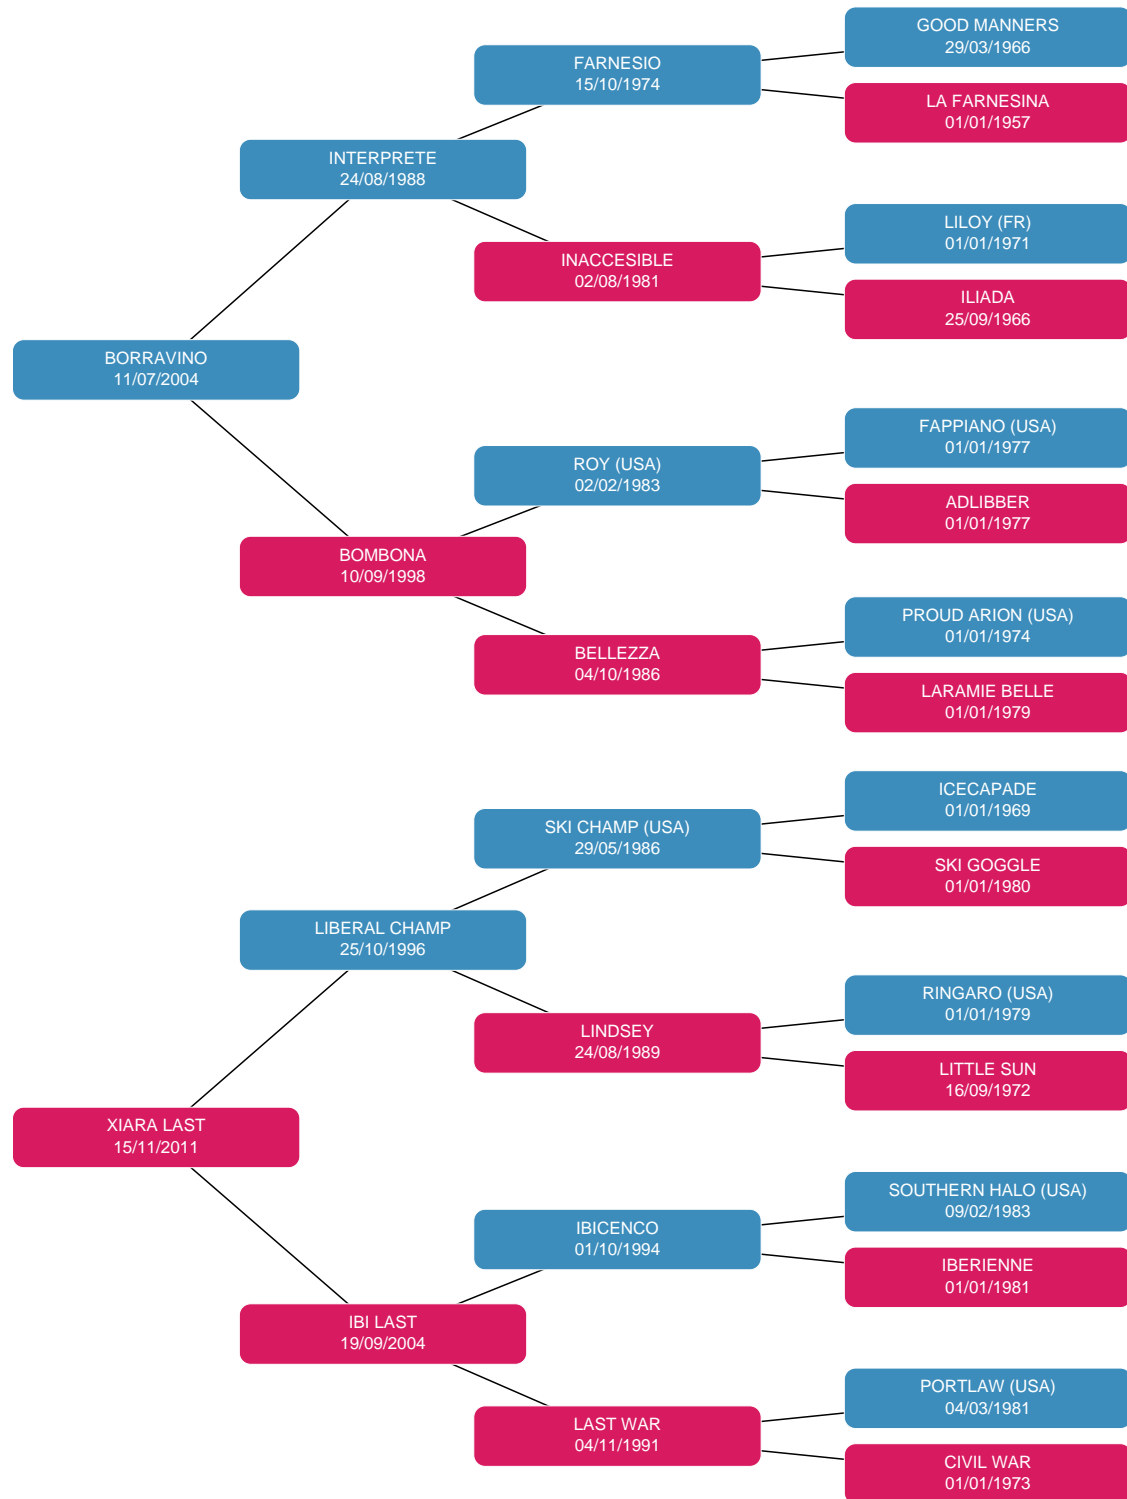 GOOD MANNERS
29/03/1966
FARNESIO
15/10/1974
LA FARNESINA
01/01/1957
INTERPRETE
24/08/1988
LILOY (FR)
01/01/1971
INACCESIBLE
02/08/1981
ILIADA
25/09/1966
BORRAVINO
11/07/2004
FAPPIANO (USA)
01/01/1977
ROY (USA)
02/02/1983
ADLIBBER
01/01/1977
BOMBONA
10/09/1998
PROUD ARION (USA)
01/01/1974
BELLEZZA
04/10/1986
LARAMIE BELLE
01/01/1979
ICECAPADE
01/01/1969
SKI CHAMP (USA)
29/05/1986
SKI GOGGLE
01/01/1980
LIBERAL CHAMP
25/10/1996
RINGARO (USA)
01/01/1979
LINDSEY
24/08/1989
LITTLE SUN
16/09/1972
XIARA LAST
15/11/2011
SOUTHERN HALO (USA)
09/02/1983
IBICENCO
01/10/1994
IBERIENNE
01/01/1981
IBI LAST
19/09/2004
PORTLAW (USA)
04/03/1981
LAST WAR
04/11/1991
CIVIL WAR
01/01/1973